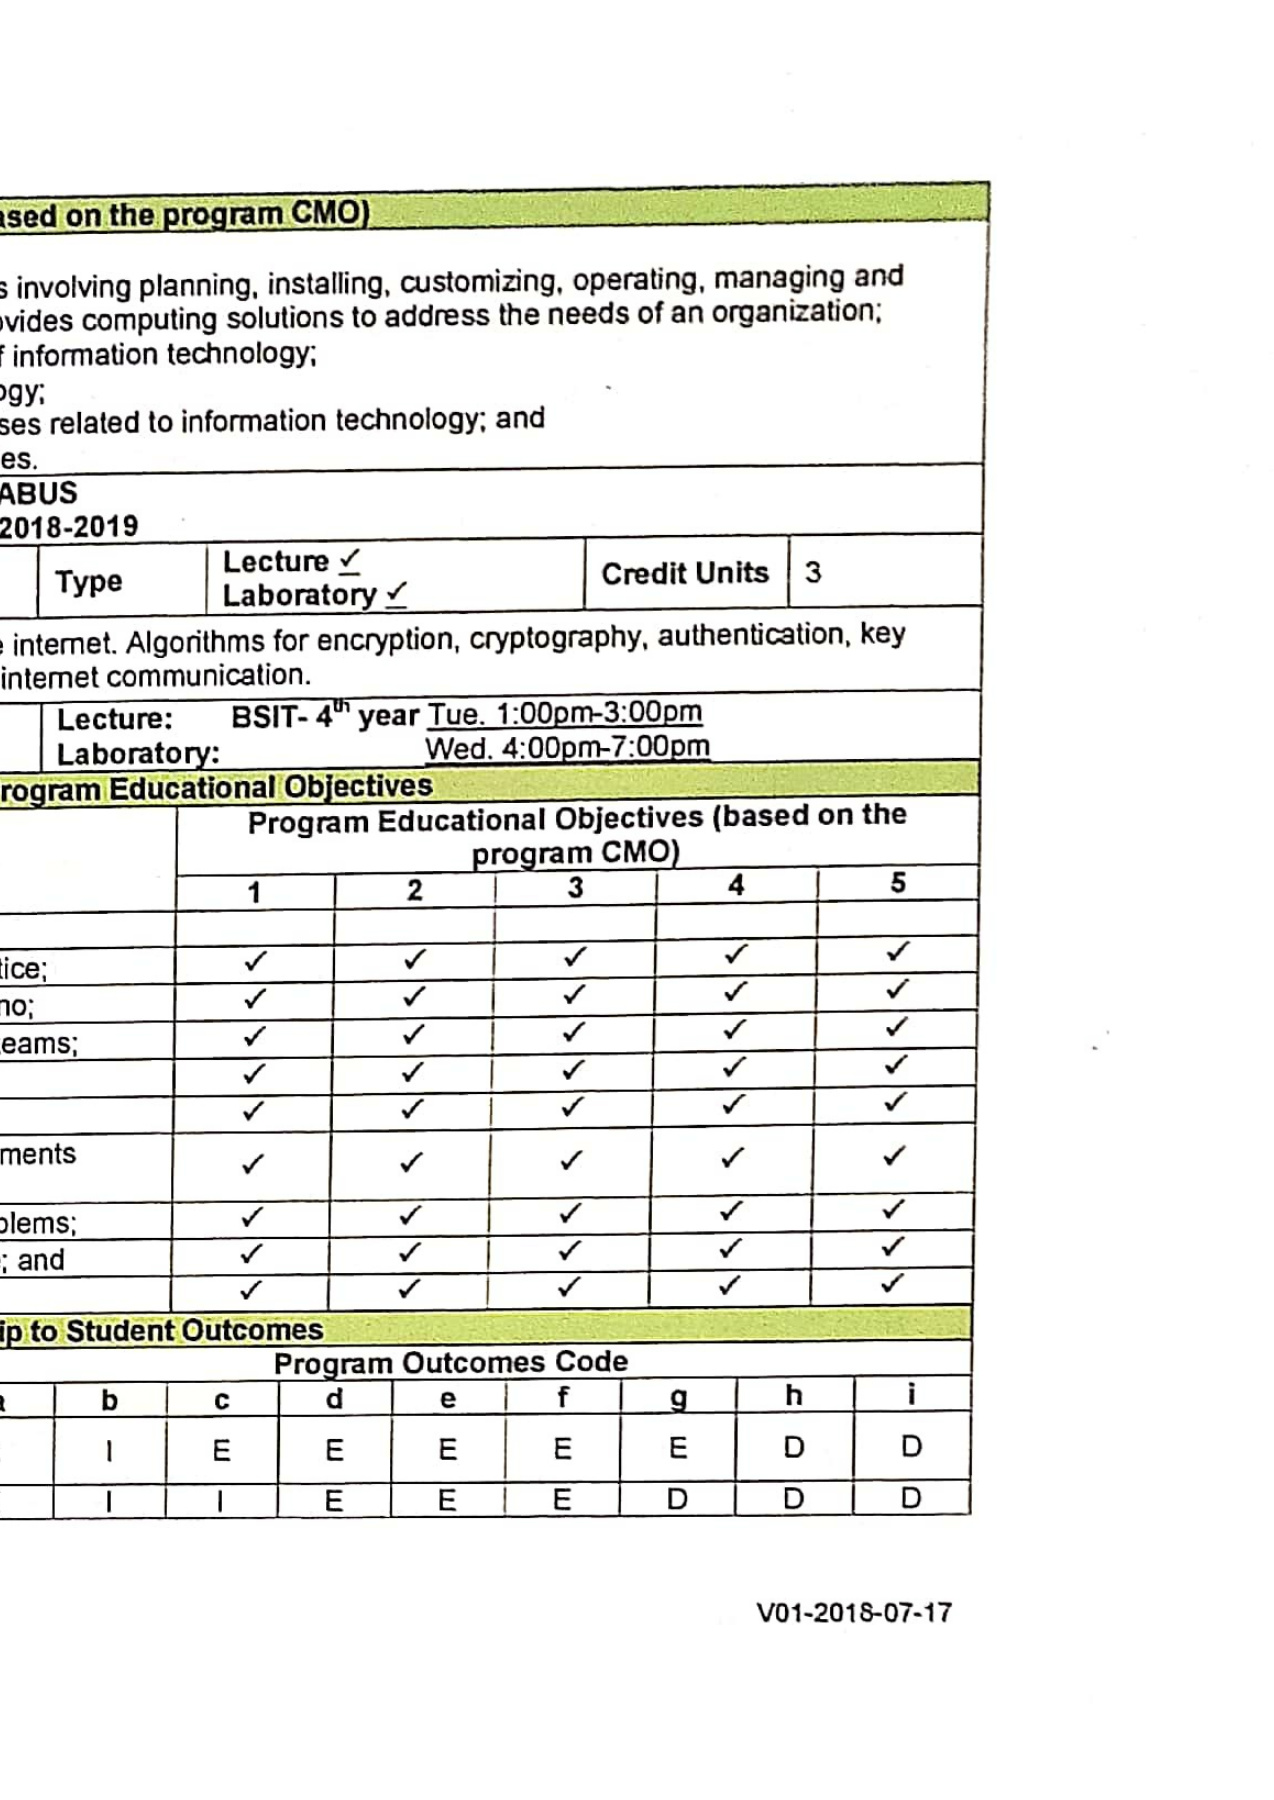 ased on the program CMO)
s involving planning, installing, customizing, operating, managing and
ovides computing solutions to address the needs of an organization;
f information technology;
ogy;
ses related to information technology; and
es.
ABUS
2018-2019
Type Lecture ✓ Credit Units 3
Laboratory ✓
e internet. Algorithms for encryption, cryptography, authentication, key
internet communication.
Lecture: BSIT- 4th year Tue. 1:00pm-3:00pm
Laboratory: Wed. 4:00pm-7:00pm
rogram Educational Objectives
Program Educational Objectives (based on the
program CMO)
1 2 3 4 5
tice; ✓ ✓ ✓ ✓ ✓
no; ✓ ✓ ✓ ✓ ✓
eams; ✓ ✓ ✓ ✓ ✓
✓ ✓ ✓ ✓ ✓
✓ ✓ ✓ ✓ ✓
ments ✓ ✓ ✓ ✓ ✓
blems; ✓ ✓ ✓ ✓ ✓
; and ✓ ✓ ✓ ✓ ✓
✓ ✓ ✓ ✓ ✓
ip to Student Outcomes
Program Outcomes Code
b c d e f g h i
I E E E E E D D
I I E E E D D D
V01-2018-07-17